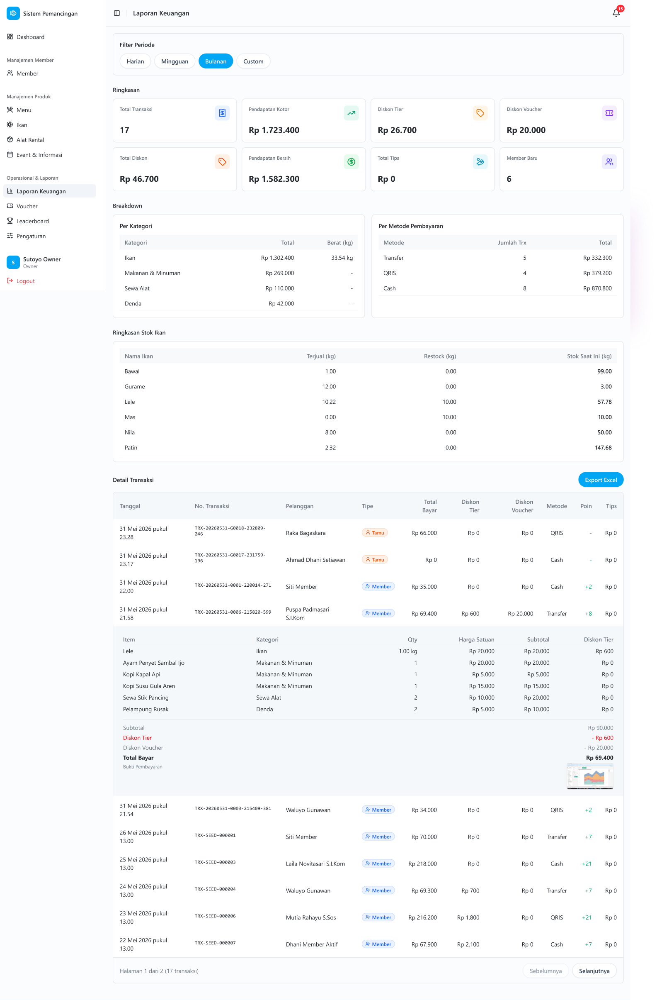 Sistem Pemancingan
Dashboard
Manajemen Member
Member
Manajemen Produk
Menu
Ikan
Alat Rental
Event & Informasi
Operasional & Laporan
Laporan Keuangan
Voucher
Leaderboard
Pengaturan
S
Sutoyo Owner
Owner
Logout
Laporan Keuangan
15
Filter Periode
Harian Mingguan Bulanan Custom
Ringkasan
Total Transaksi
17
Pendapatan Kotor
Rp 1.723.400
Diskon Tier
Rp 26.700
Diskon Voucher
Rp 20.000
Total Diskon
Rp 46.700
Pendapatan Bersih
Rp 1.582.300
Total Tips
Rp 0
Member Baru
6
Breakdown
Per Kategori
Kategori Total Berat (kg)
Ikan Rp 1.302.400 33.54 kg
Makanan & Minuman Rp 269.000 -
Sewa Alat Rp 110.000 -
Denda Rp 42.000 -
Per Metode Pembayaran
Metode Jumlah Trx Total
Transfer 5 Rp 332.300
QRIS 4 Rp 379.200
Cash 8 Rp 870.800
Ringkasan Stok Ikan
Nama Ikan Terjual (kg) Restock (kg) Stok Saat Ini (kg)
Bawal 1.00 0.00 99.00
Gurame 12.00 0.00 3.00
Lele 10.22 10.00 57.78
Mas 0.00 10.00 10.00
Nila 8.00 0.00 50.00
Patin 2.32 0.00 147.68
Detail Transaksi
Export Excel
Tanggal No. Transaksi Pelanggan Tipe Total Bayar Diskon Tier Diskon Voucher Metode Poin Tips
31 Mei 2026 pukul 23.28 TRX-20260531-G0018-232809-246 Raka Bagaskara Tamu Rp 66.000 Rp 0 Rp 0 QRIS - Rp 0
31 Mei 2026 pukul 23.17 TRX-20260531-G0017-231759-196 Ahmad Dhani Setiawan Tamu Rp 0 Rp 0 Rp 0 Cash - Rp 0
31 Mei 2026 pukul 22.00 TRX-20260531-0001-220014-271 Siti Member Member Rp 35.000 Rp 0 Rp 0 Cash +2 Rp 0
31 Mei 2026 pukul 21.58 TRX-20260531-0006-215820-599 Puspa Padmasari S.I.Kom Member Rp 69.400 Rp 600 Rp 20.000 Transfer +8 Rp 0
Item Kategori Qty Harga Satuan Subtotal Diskon Tier
Lele Ikan 1.00 kg Rp 20.000 Rp 20.000 Rp 600
Ayam Penyet Sambal Ijo Makanan & Minuman 1 Rp 20.000 Rp 20.000 Rp 0
Kopi Kapal Api Makanan & Minuman 1 Rp 5.000 Rp 5.000 Rp 0
Kopi Susu Gula Aren Makanan & Minuman 1 Rp 15.000 Rp 15.000 Rp 0
Sewa Stik Pancing Sewa Alat 2 Rp 10.000 Rp 20.000 Rp 0
Pelampung Rusak Denda 2 Rp 5.000 Rp 10.000 Rp 0
Subtotal Rp 90.000
Diskon Tier - Rp 600
Diskon Voucher - Rp 20.000
Total Bayar Rp 69.400
Bukti Pembayaran
31 Mei 2026 pukul 21.54 TRX-20260531-0003-215409-381 Waluyo Gunawan Member Rp 34.000 Rp 0 Rp 0 QRIS +2 Rp 0
26 Mei 2026 pukul 13.00 TRX-SEED-000001 Siti Member Member Rp 70.000 Rp 0 Rp 0 Transfer +7 Rp 0
25 Mei 2026 pukul 13.00 TRX-SEED-000003 Laila Novitasari S.I.Kom Member Rp 218.000 Rp 0 Rp 0 Cash +21 Rp 0
24 Mei 2026 pukul 13.00 TRX-SEED-000004 Waluyo Gunawan Member Rp 69.300 Rp 700 Rp 0 Transfer +7 Rp 0
23 Mei 2026 pukul 13.00 TRX-SEED-000006 Mutia Rahayu S.Sos Member Rp 216.200 Rp 1.800 Rp 0 QRIS +21 Rp 0
22 Mei 2026 pukul 13.00 TRX-SEED-000007 Dhani Member Aktif Member Rp 67.900 Rp 2.100 Rp 0 Cash +7 Rp 0
Halaman 1 dari 2 (17 transaksi)
Sebelumnya Selanjutnya